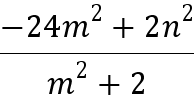 −24m² + 2n²
m² + 2